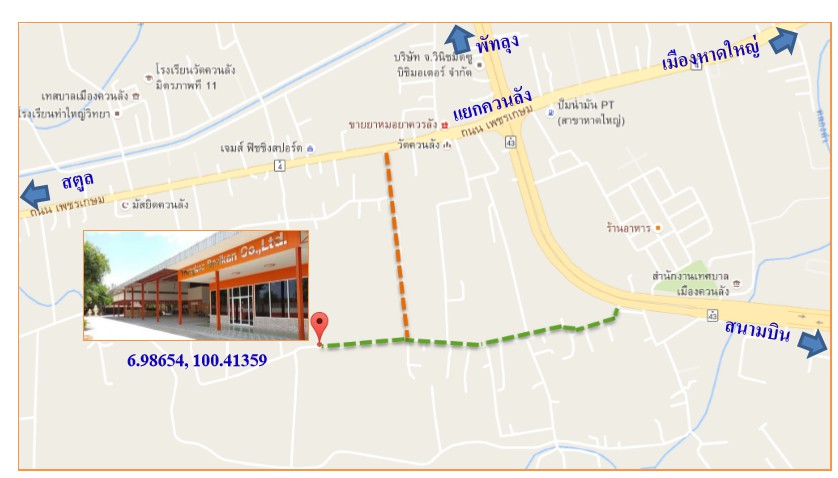 พัทลุง
เมืองหาดใหญ่
4
บริษัท จ.วินิชมิตซู
บิชิมอเตอร์ จำกัด
โรงเรียนวัดควนลัง
มิตรภาพที่ 11
เทศบาลเมืองควนลัง
โรงเรียนท่าใหญ่วิทยา
แยกควนลัง
ปั๊มน้ำมัน PT
(สาขาหาดใหญ่)
ขายยาหมอยาควรลัง
ถนน เพชรเกษม
วัดควนลัง
43
เจมส์ ฟิชชิงสปอร์ต
4
สตูล
ถนน เพชรเกษม
มัสยิดควนลัง
ร้านอาหาร
Co.,Ltd.
สำนักงานเทศบาล
เมืองควนลัง
43
สนามบิน
6.98654, 100.41359